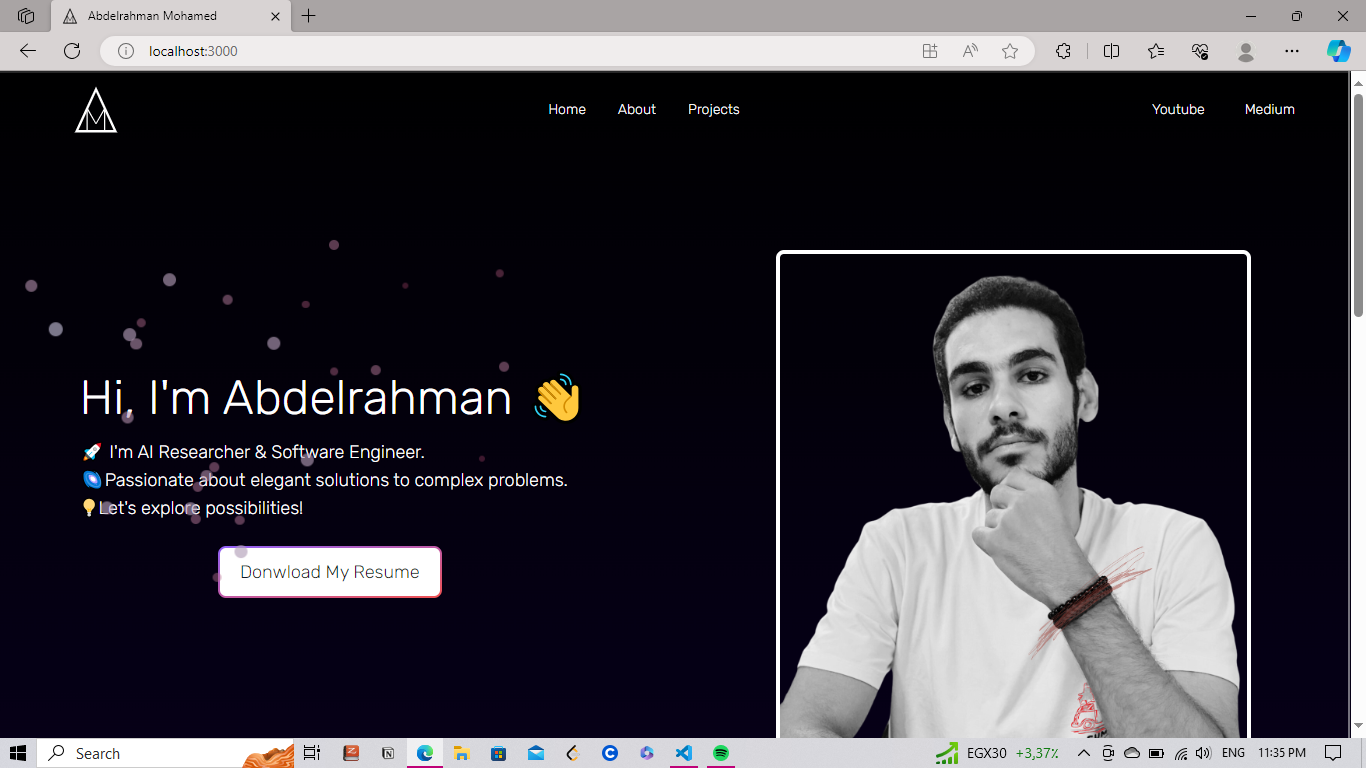 Abdelrahman Mohamed
localhost:3000
Home About Projects Youtube Medium
Hi, I'm Abdelrahman 👋
🚀 I'm AI Researcher & Software Engineer.
🌌Passionate about elegant solutions to complex problems.
💡Let's explore possibilities!
Donwload My Resume
Search
EGX30 +3,37%
ENG
11:35 PM